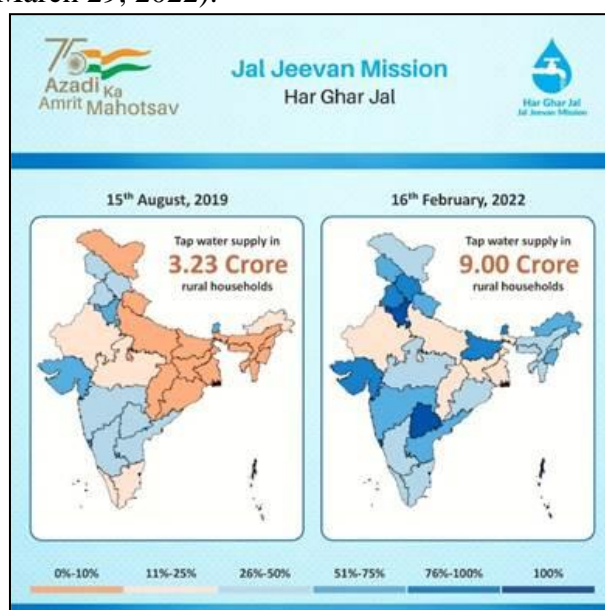 March 29, 2022).
75
Azadi Ka
Amrit Mahotsav
Jal Jeevan Mission
Har Ghar Jal
Har Ghar Jal
Jal Jeevan Mission
15th August, 2019
16th February, 2022
Tap water supply in
3.23 Crore
rural households
Tap water supply in
9.00 Crore
rural households
0%-10% 11%-25% 26%-50% 51%-75% 76%-100% 100%